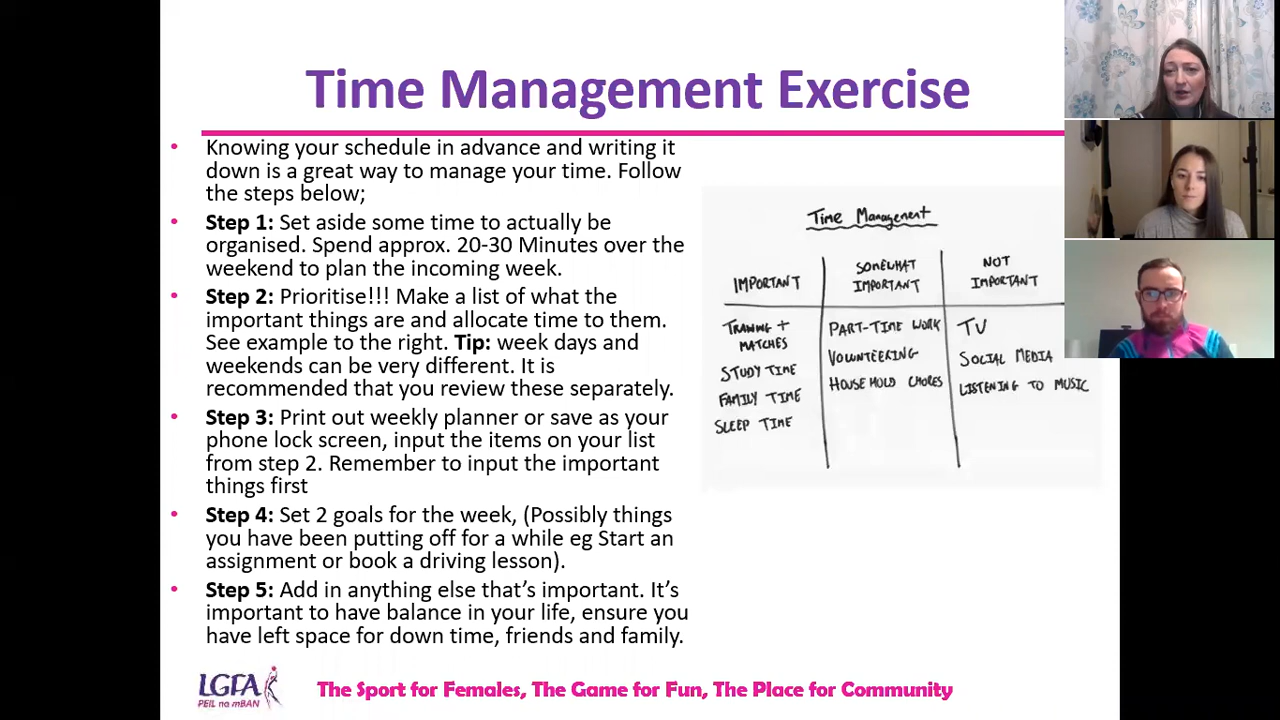 Time Management Exercise
• Knowing your schedule in advance and writing it
down is a great way to manage your time. Follow
the steps below;
• Step 1: Set aside some time to actually be
organised. Spend approx. 20-30 Minutes over the
weekend to plan the incoming week.
• Step 2: Prioritise!!! Make a list of what the
important things are and allocate time to them.
See example to the right. Tip: week days and
weekends can be very different. It is
recommended that you review these separately.
• Step 3: Print out weekly planner or save as your
phone lock screen, input the items on your list
from step 2. Remember to input the important
things first
• Step 4: Set 2 goals for the week, (Possibly things
you have been putting off for a while eg Start an
assignment or book a driving lesson).
• Step 5: Add in anything else that's important. It's
important to have balance in your life, ensure you
have left space for down time, friends and family.
Time Management
IMPORTANT
TRAINING +
MATCHES
STUDY TIME
FAMILY TIME
SLEEP TIME
SOMEWHAT
IMPORTANT
PART-TIME WORK
VOLUNTEERING
HOUSE HOLD CHORES
NOT
IMPORTANT
TV
SOCIAL MEDIA
LISTENING TO MUSIC
LGFA
PEIL na mBAN
The Sport for Females, The Game for Fun, The Place for Community